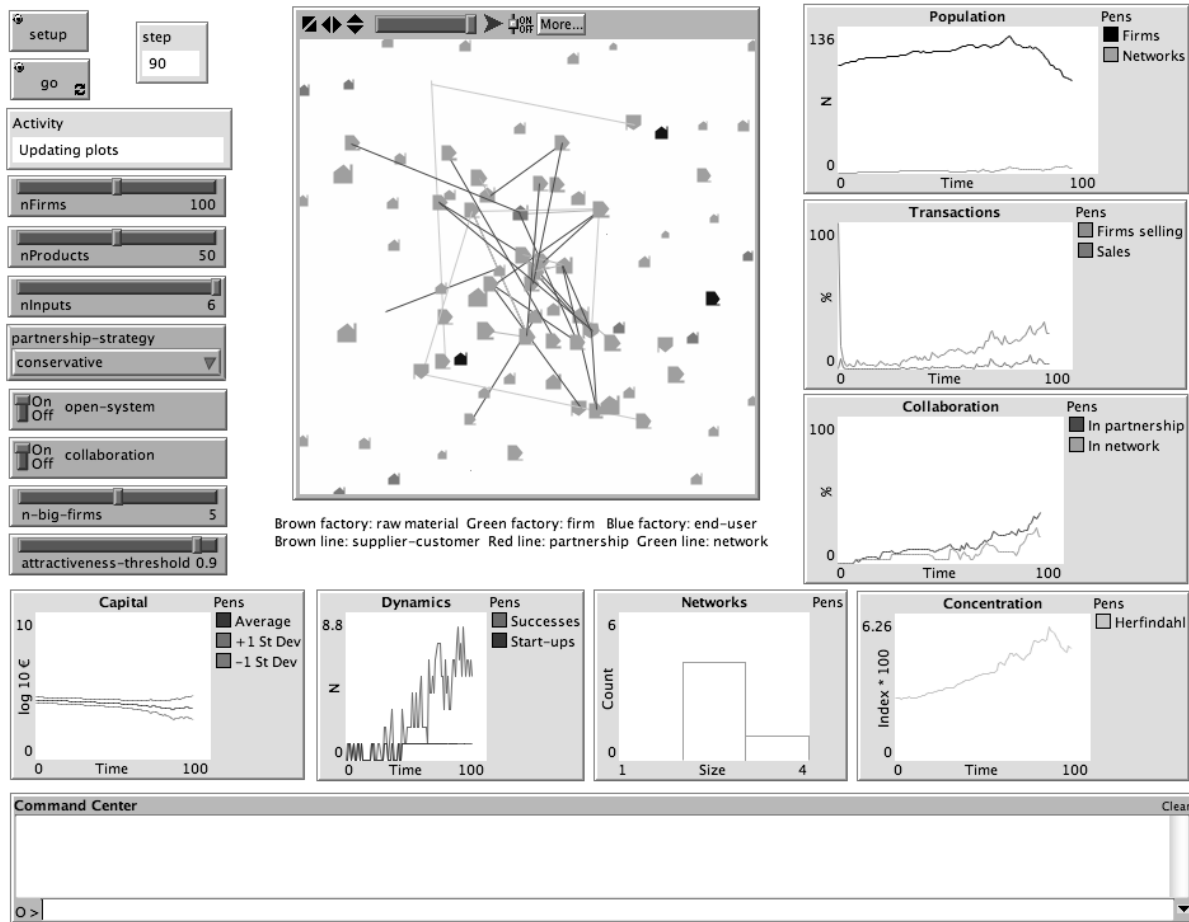 setup
go
step
90
Activity
Updating plots
nFirms 100
nProducts 50
nInputs 6
partnership-strategy
conservative
On
Off open-system
On
Off collaboration
n-big-firms 5
attractiveness-threshold 0.9
ON
OFF
More...
Brown factory: raw material Green factory: firm Blue factory: end-user
Brown line: supplier-customer Red line: partnership Green line: network
Population
Pens
Firms
Networks
136
N
0
0 Time 100
Transactions
Pens
Firms selling
Sales
100
%
0
0 Time 100
Collaboration
Pens
In partnership
In network
100
%
0
0 Time 100
Capital
Pens
Average
+1 St Dev
-1 St Dev
10
log 10 €
0
0 Time 100
Dynamics
Pens
Successes
Start-ups
8.8
N
0
0 Time 100
Networks
Pens
6
Count
0
1 Size 4
Concentration
Pens
Herfindahl
6.26
Index * 100
0
0 Time 100
Command Center Clear
O >